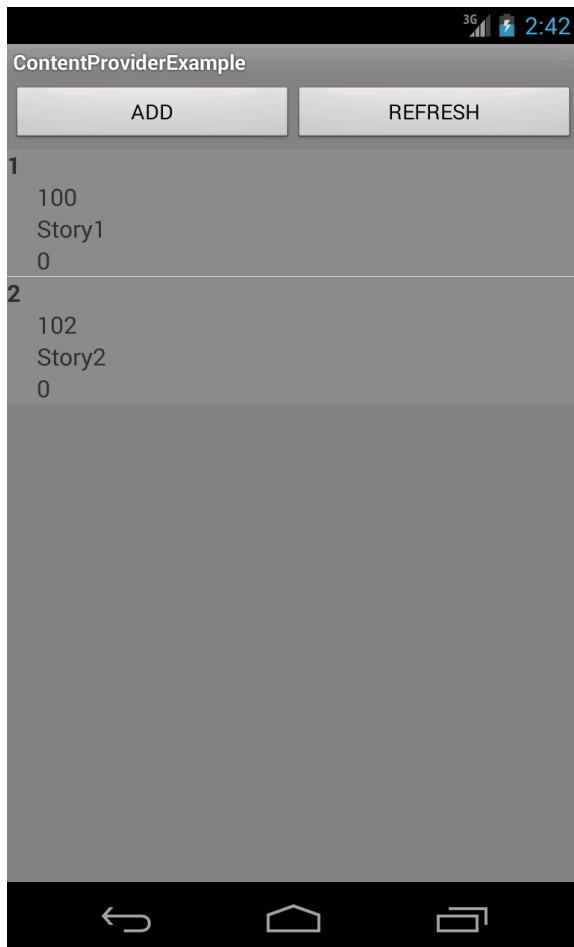 3G 2:42
ContentProviderExample
ADD REFRESH
1
100
Story1
0
2
102
Story2
0